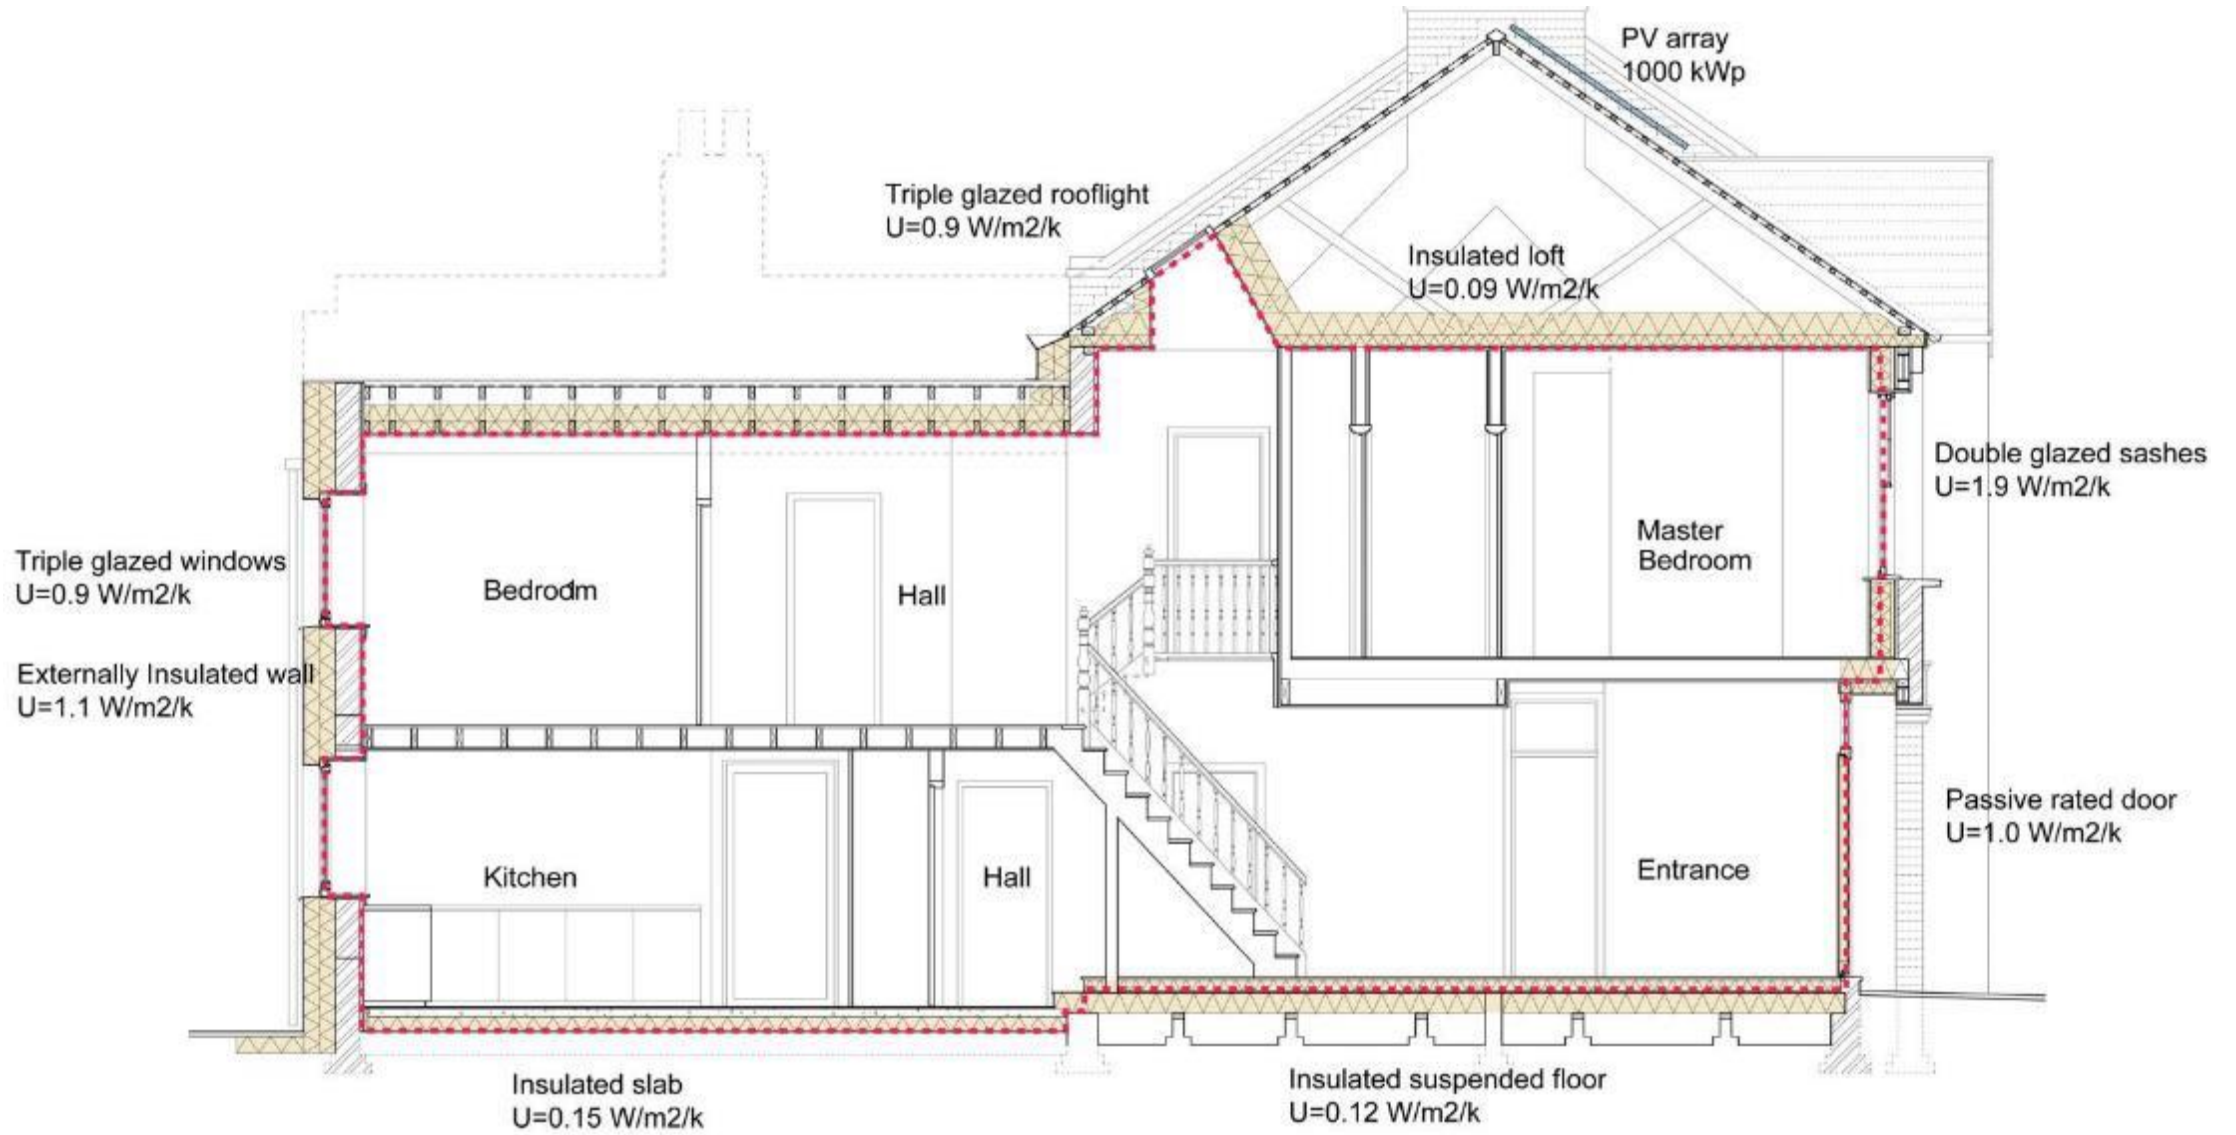 PV array
1000 kWp
Triple glazed rooflight
U=0.9 W/m2/k
Insulated loft
U=0.09 W/m2/k
Double glazed sashes
U=1.9 W/m2/k
Master
Bedroom
Triple glazed windows
U=0.9 W/m2/k
Bedroom
Hall
Externally Insulated wall
U=1.1 W/m2/k
Passive rated door
U=1.0 W/m2/k
Kitchen
Hall
Entrance
Insulated slab
U=0.15 W/m2/k
Insulated suspended floor
U=0.12 W/m2/k